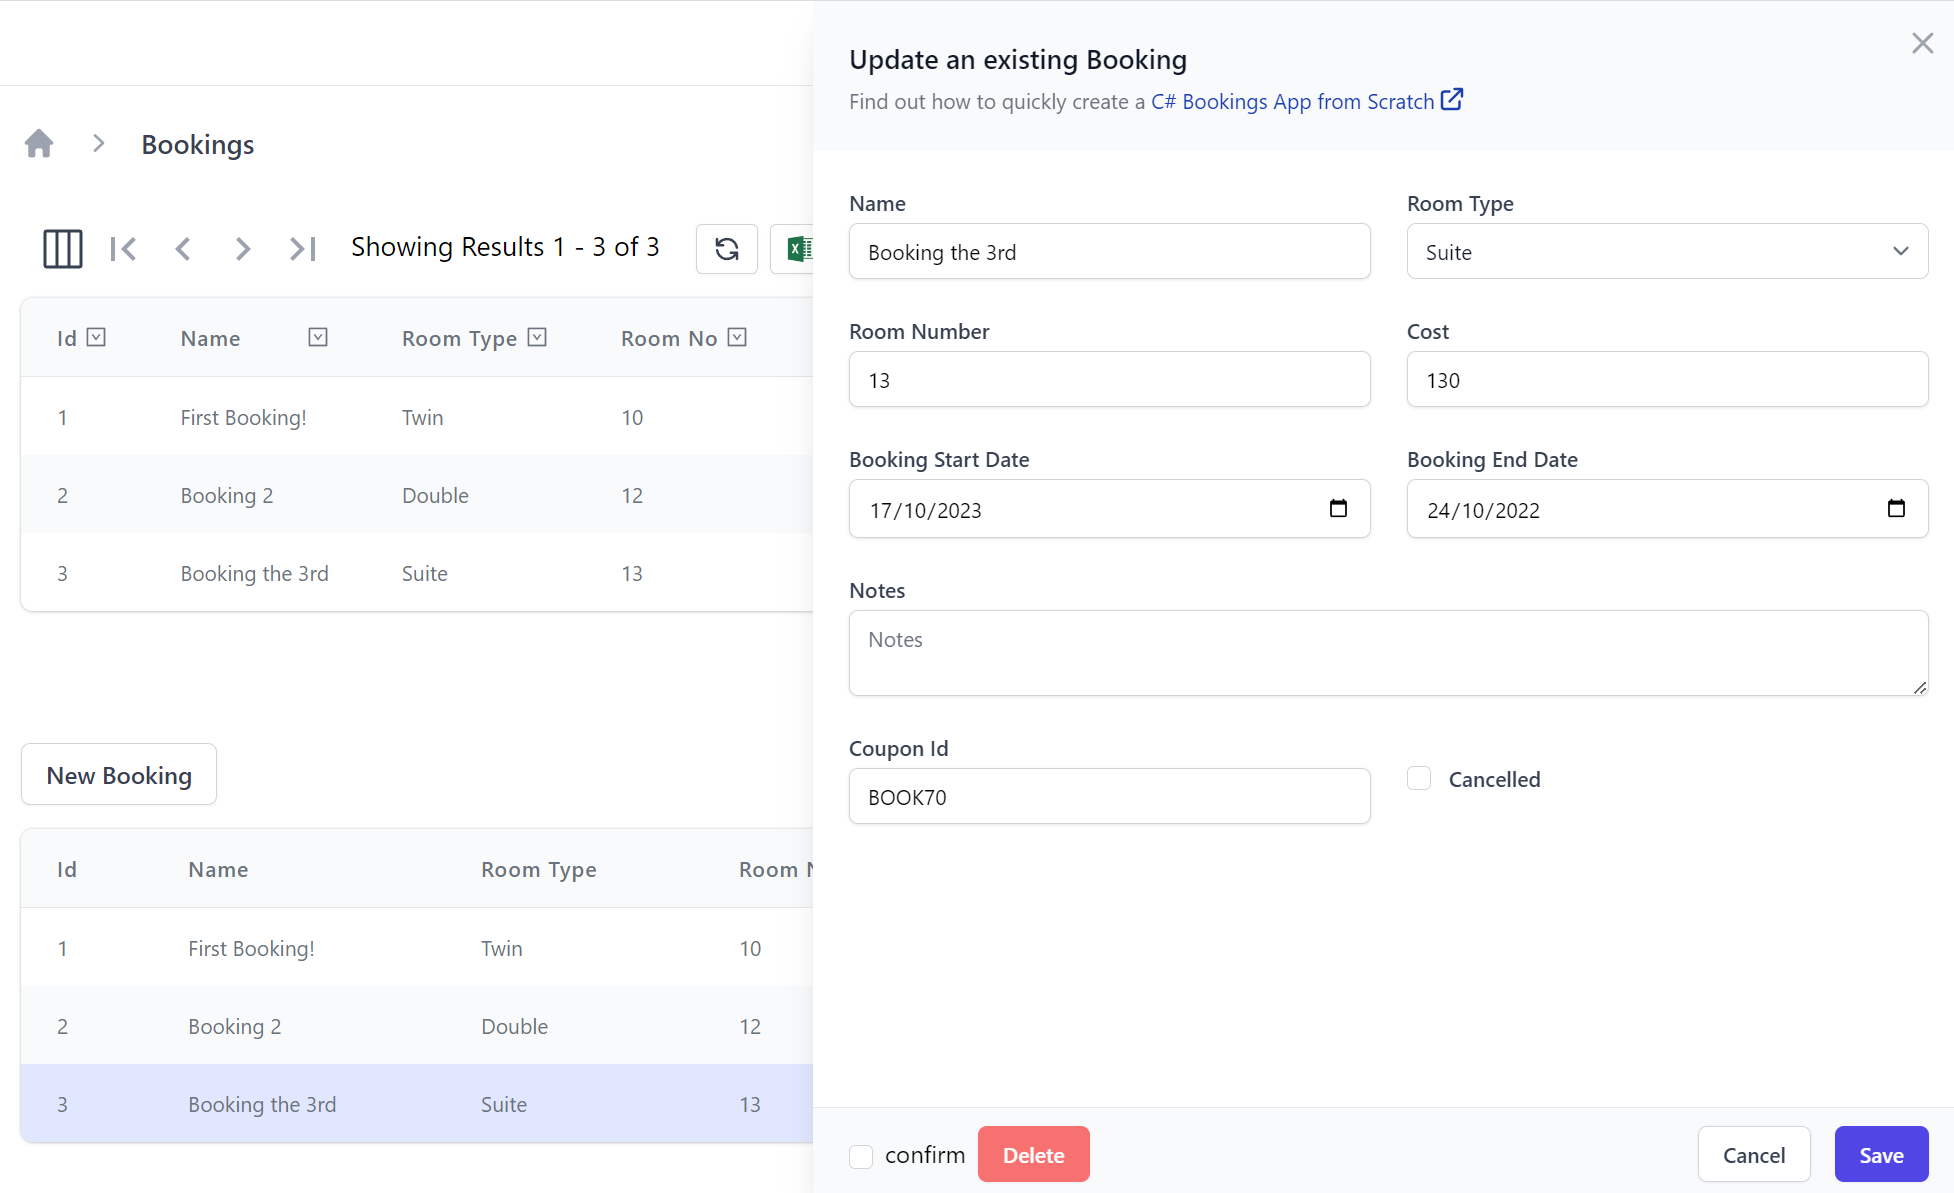 Bookings
Showing Results 1 - 3 of 3
Id Name Room Type Room No
1 First Booking! Twin 10
2 Booking 2 Double 12
3 Booking the 3rd Suite 13
New Booking
Id Name Room Type Room
1 First Booking! Twin 10
2 Booking 2 Double 12
3 Booking the 3rd Suite 13
Update an existing Booking
Find out how to quickly create a C# Bookings App from Scratch
Name
Booking the 3rd
Room Type
Suite
Room Number
13
Cost
130
Booking Start Date
17/10/2023
Booking End Date
24/10/2022
Notes
Notes
Coupon Id
BOOK70
Cancelled
confirm
Delete
Cancel
Save